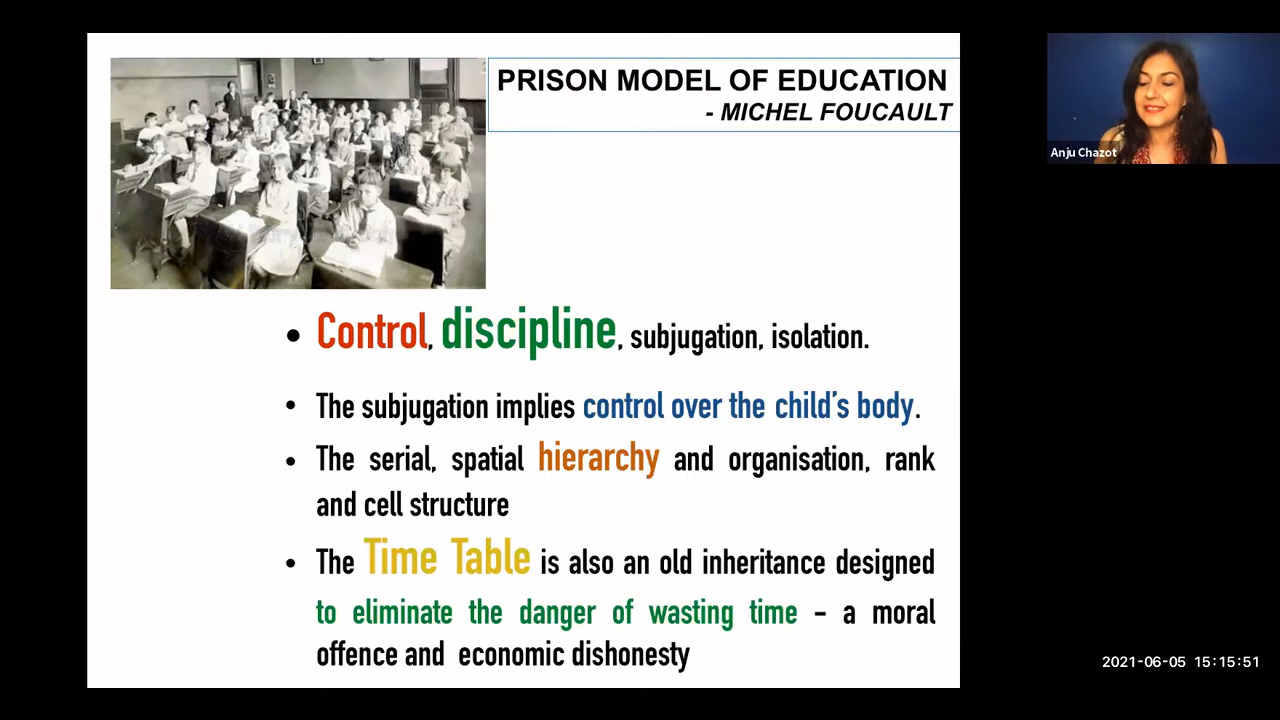 PRISON MODEL OF EDUCATION
- MICHEL FOUCAULT
Anju Chazot
• Control, discipline, subjugation, isolation.
• The subjugation implies control over the child's body.
• The serial, spatial hierarchy and organisation, rank
and cell structure
• The Time Table is also an old inheritance designed
to eliminate the danger of wasting time – a moral
offence and economic dishonesty
2021-06-05 15:15:51